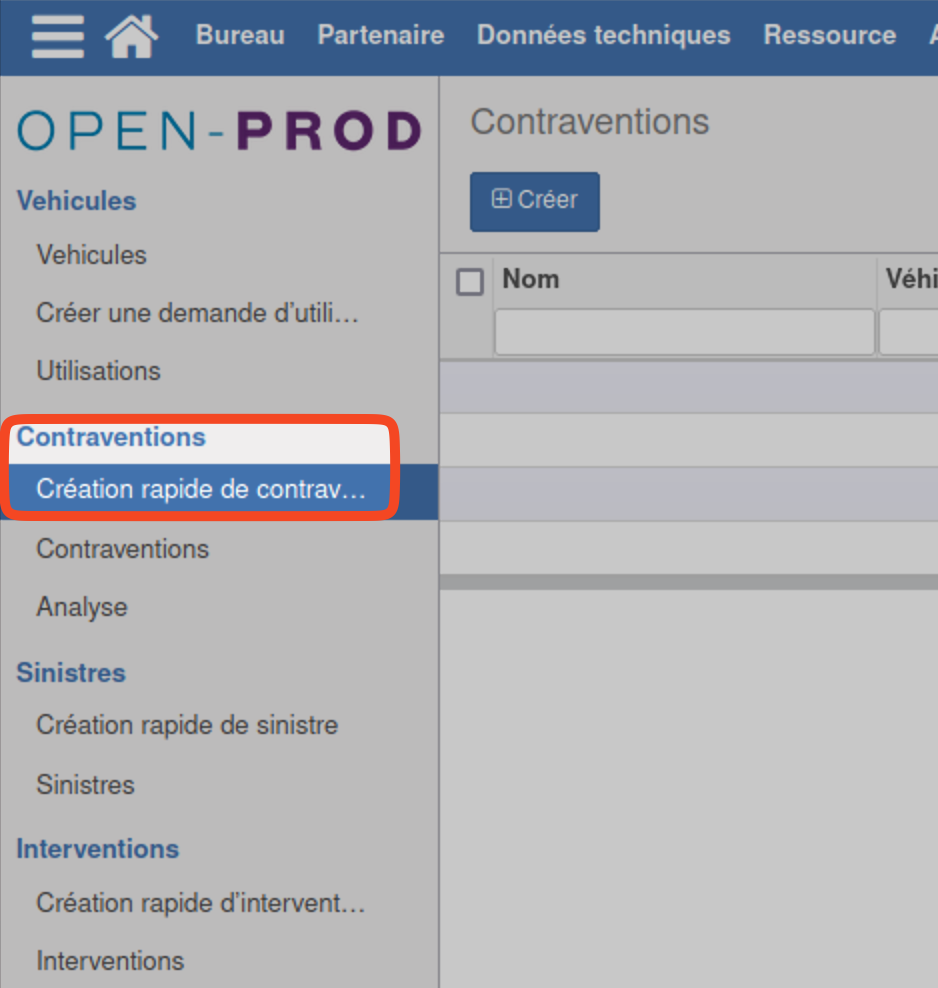 Bureau Partenaire Données techniques Ressource
OPEN-PROD
Vehicules
Vehicules
Créer une demande d'utili…
Utilisations
Contraventions
Création rapide de contrav…
Contraventions
Analyse
Sinistres
Création rapide de sinistre
Sinistres
Interventions
Création rapide d'intervent…
Interventions
Contraventions
Créer
Nom Véhi